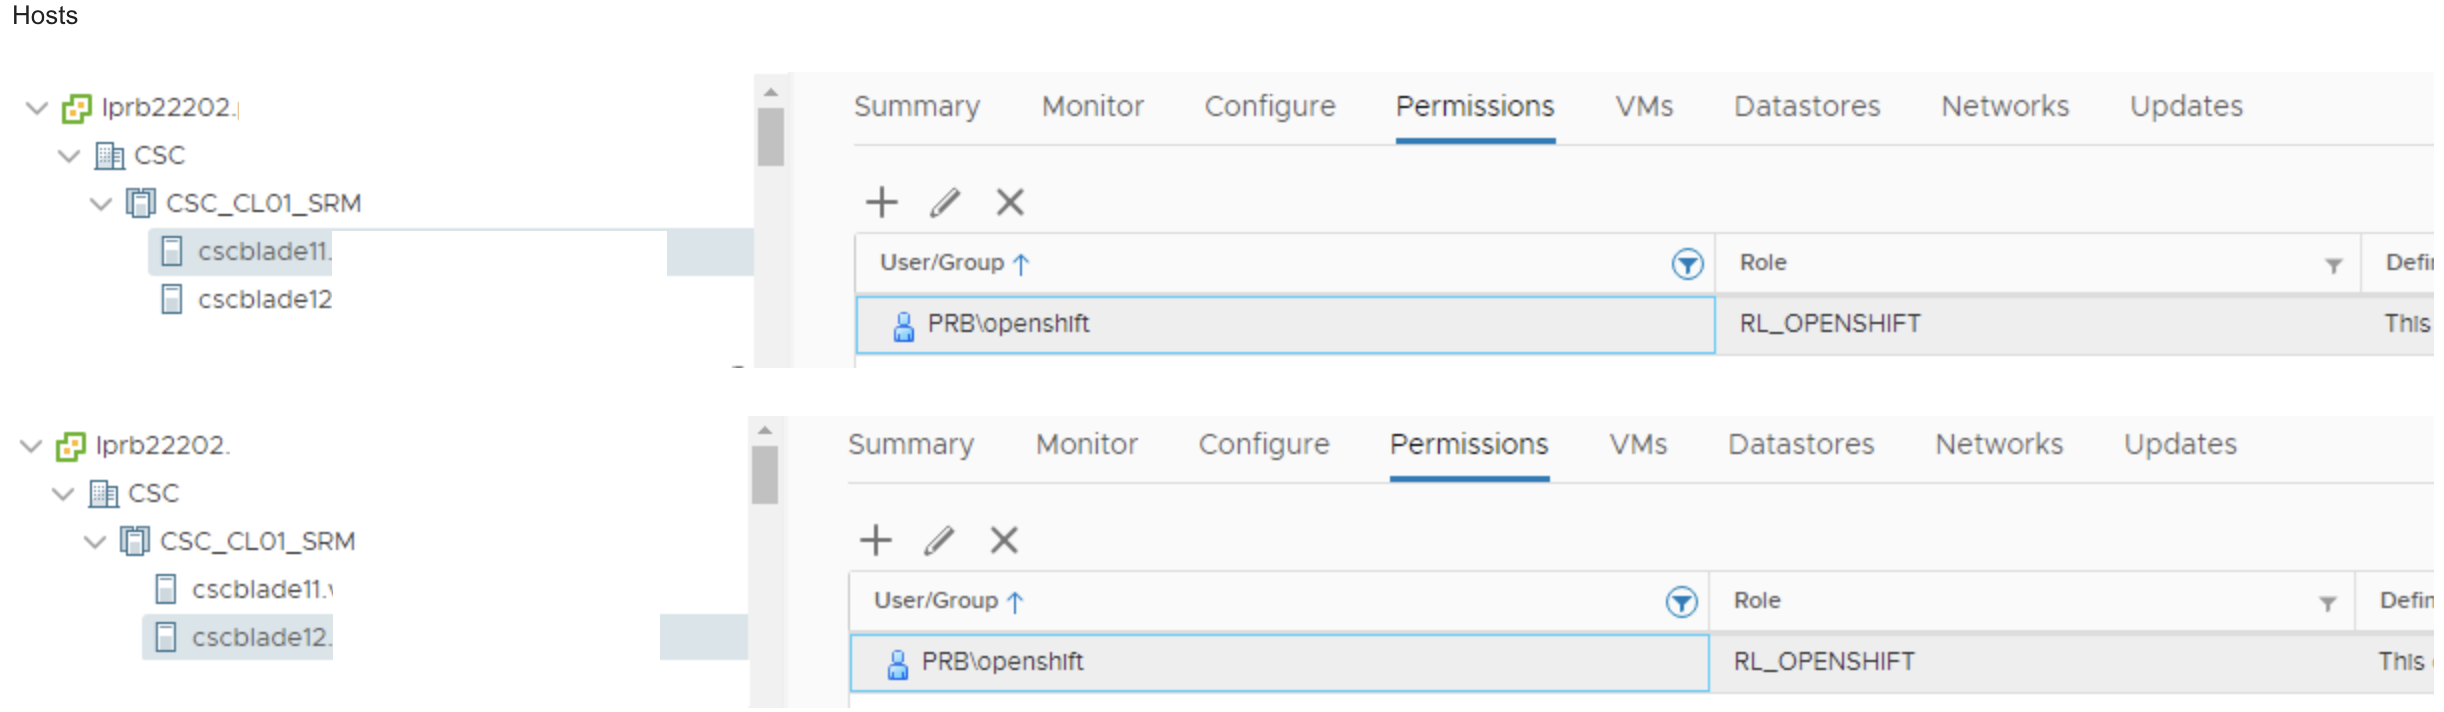 Hosts
lprb22202.
CSC
CSC_CL01_SRM
cscblade11.
cscblade12
Summary Monitor Configure Permissions VMs Datastores Networks Updates
User/Group Role
PRB\openshift RL_OPENSHIFT This
lprb22202.
CSC
CSC_CL01_SRM
cscblade11.
cscblade12.
Summary Monitor Configure Permissions VMs Datastores Networks Updates
User/Group Role Defin
PRB\openshift RL_OPENSHIFT This